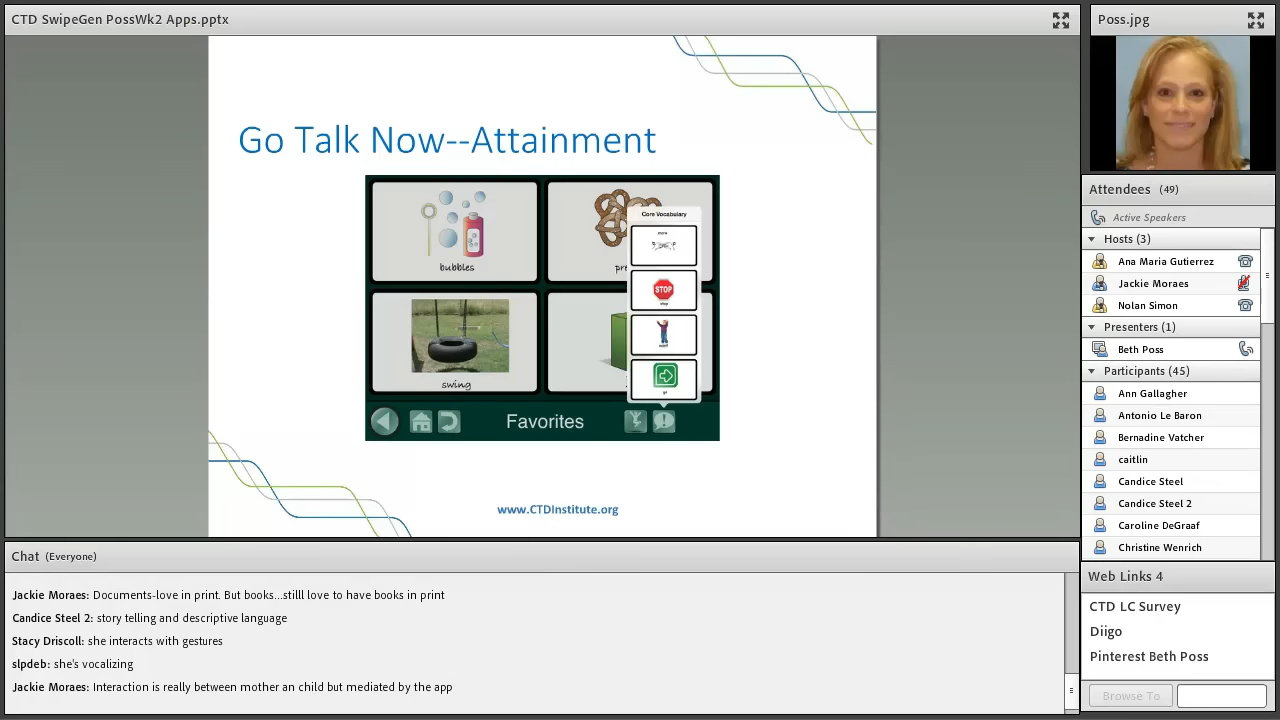 CTD SwipeGen PossWk2 Apps.pptx
Go Talk Now--Attainment
bubbles
Core Vocabulary
more
STOP
stop
want
go
swing
Favorites
www.CTDInstitute.org
Chat (Everyone)
Jackie Moraes: Documents-love in print. But books...stilll love to have books in print
Candice Steel 2: story telling and descriptive language
Stacy Driscoll: she interacts with gestures
slpdeb: she's vocalizing
Jackie Moraes: Interaction is really between mother an child but mediated by the app
Poss.jpg
Attendees (49)
Active Speakers
Hosts (3)
Ana Maria Gutierrez
Jackie Moraes
Nolan Simon
Presenters (1)
Beth Poss
Participants (45)
Ann Gallagher
Antonio Le Baron
Bernadine Vatcher
caitlin
Candice Steel
Candice Steel 2
Caroline DeGraaf
Christine Wenrich
Web Links 4
CTD LC Survey
Diigo
Pinterest Beth Poss
Browse To